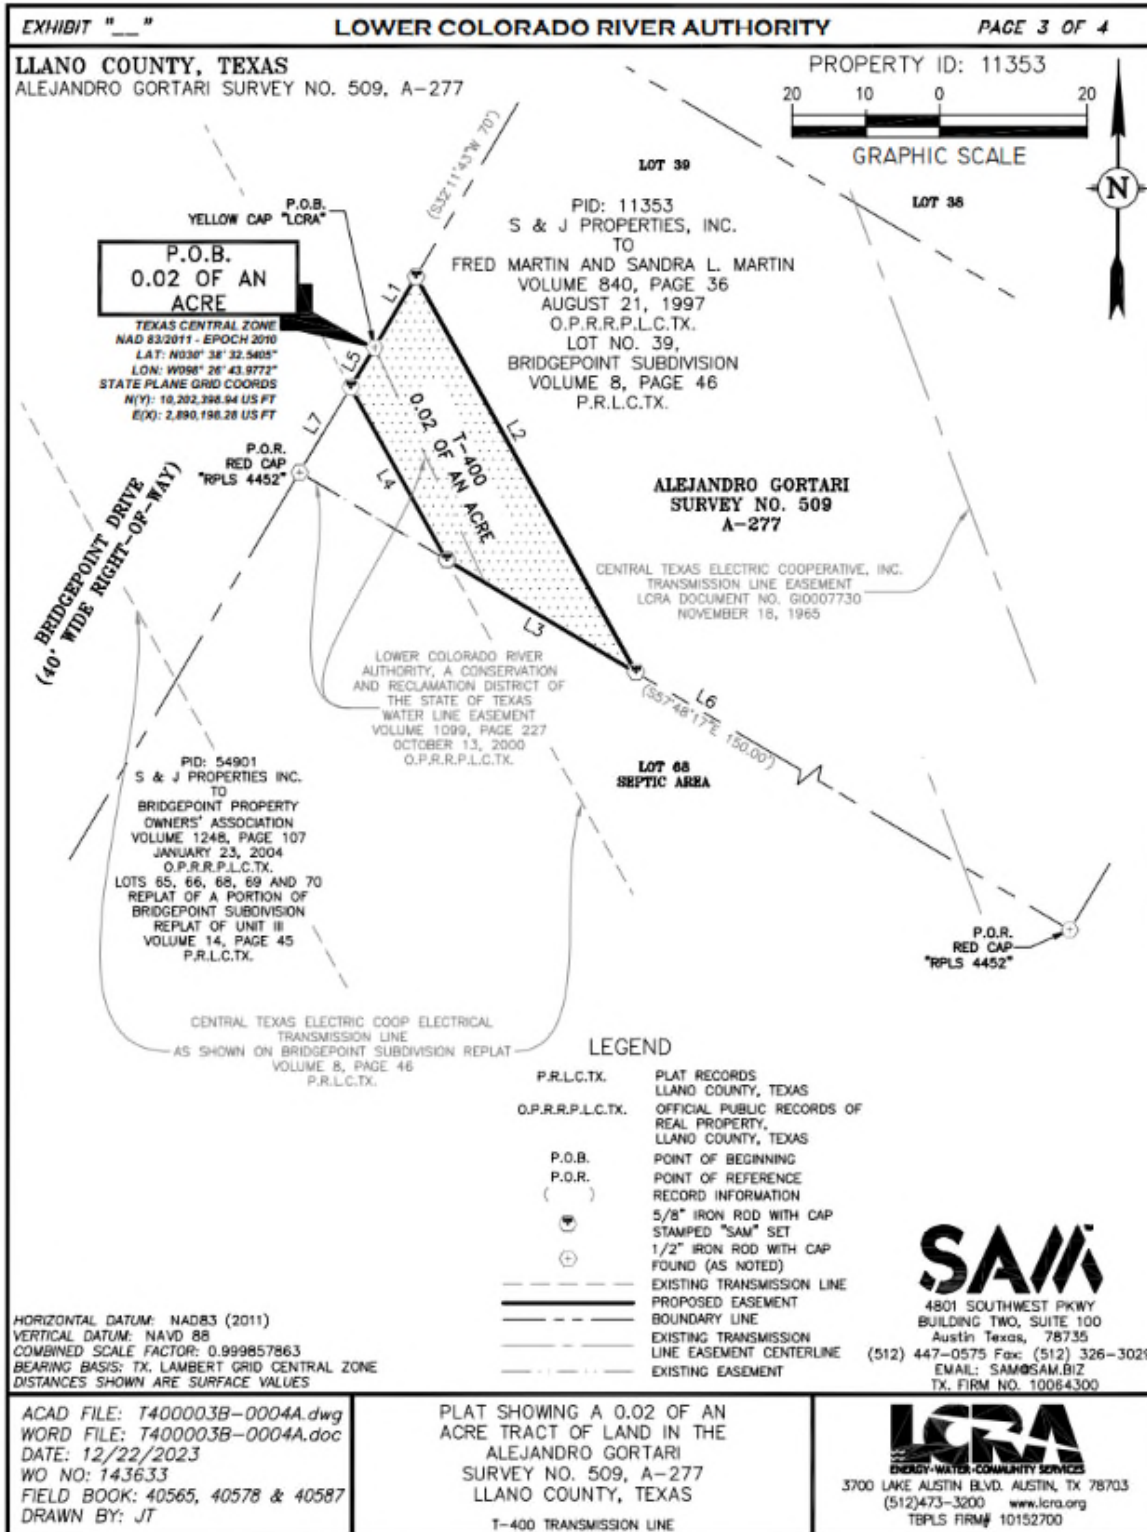 EXHIBIT "__"
LOWER COLORADO RIVER AUTHORITY
PAGE 3 OF 4
LLANO COUNTY, TEXAS
ALEJANDRO GORTARI SURVEY NO. 509, A-277
PROPERTY ID: 11353
20 10 0 20
GRAPHIC SCALE
N
(S32°11'43"W 70')
LOT 39
LOT 38
P.O.B.
YELLOW CAP "LCRA"
P.O.B.
0.02 OF AN
ACRE
TEXAS CENTRAL ZONE
NAD 83/2011 - EPOCH 2010
LAT: N030° 38' 32.5405"
LON: W098° 26' 43.9772"
STATE PLANE GRID COORDS
N(Y): 10,202,398.94 US FT
E(X): 2,890,198.28 US FT
PID: 11353
S & J PROPERTIES, INC.
TO
FRED MARTIN AND SANDRA L. MARTIN
VOLUME 840, PAGE 36
AUGUST 21, 1997
O.P.R.R.P.L.C.TX.
LOT NO. 39,
BRIDGEPOINT SUBDIVISION
VOLUME 8, PAGE 46
P.R.L.C.TX.
L1
L5
L7
L4
L2
T-400
0.02 OF AN ACRE
P.O.R.
RED CAP
"RPLS 4452"
BRIDGEPOINT DRIVE
(40' WIDE RIGHT-OF-WAY)
ALEJANDRO GORTARI
SURVEY NO. 509
A-277
CENTRAL TEXAS ELECTRIC COOPERATIVE, INC.
TRANSMISSION LINE EASEMENT
LCRA DOCUMENT NO. GI0007730
NOVEMBER 18, 1965
L3
L6
(S57°48'17"E 150.00')
LOWER COLORADO RIVER
AUTHORITY, A CONSERVATION
AND RECLAMATION DISTRICT OF
THE STATE OF TEXAS
WATER LINE EASEMENT
VOLUME 1099, PAGE 227
OCTOBER 13, 2000
O.P.R.R.P.L.C.TX.
LOT 68
SEPTIC AREA
PID: 54901
S & J PROPERTIES INC.
TO
BRIDGEPOINT PROPERTY
OWNERS' ASSOCIATION
VOLUME 1248, PAGE 107
JANUARY 23, 2004
O.P.R.R.P.L.C.TX.
LOTS 65, 66, 68, 69 AND 70
REPLAT OF A PORTION OF
BRIDGEPOINT SUBDIVISION
REPLAT OF UNIT III
VOLUME 14, PAGE 45
P.R.L.C.TX.
P.O.R.
RED CAP
"RPLS 4452"
CENTRAL TEXAS ELECTRIC COOP ELECTRICAL
TRANSMISSION LINE
AS SHOWN ON BRIDGEPOINT SUBDIVISION REPLAT
VOLUME 8, PAGE 46
P.R.L.C.TX.
LEGEND
P.R.L.C.TX. PLAT RECORDS
LLANO COUNTY, TEXAS
O.P.R.R.P.L.C.TX. OFFICIAL PUBLIC RECORDS OF
REAL PROPERTY,
LLANO COUNTY, TEXAS
P.O.B. POINT OF BEGINNING
P.O.R. POINT OF REFERENCE
( ) RECORD INFORMATION
5/8" IRON ROD WITH CAP
STAMPED "SAM" SET
1/2" IRON ROD WITH CAP
FOUND (AS NOTED)
EXISTING TRANSMISSION LINE
PROPOSED EASEMENT
BOUNDARY LINE
EXISTING TRANSMISSION
LINE EASEMENT CENTERLINE
EXISTING EASEMENT
SAM
4801 SOUTHWEST PKWY
BUILDING TWO, SUITE 100
Austin Texas, 78735
(512) 447-0575 Fax: (512) 326-3029
EMAIL: SAM@SAM.BIZ
TX. FIRM NO. 10064300
HORIZONTAL DATUM: NAD83 (2011)
VERTICAL DATUM: NAVD 88
COMBINED SCALE FACTOR: 0.999857863
BEARING BASIS: TX. LAMBERT GRID CENTRAL ZONE
DISTANCES SHOWN ARE SURFACE VALUES
ACAD FILE: T400003B-0004A.dwg
WORD FILE: T400003B-0004A.doc
DATE: 12/22/2023
WO NO: 143633
FIELD BOOK: 40565, 40578 & 40587
DRAWN BY: JT
PLAT SHOWING A 0.02 OF AN
ACRE TRACT OF LAND IN THE
ALEJANDRO GORTARI
SURVEY NO. 509, A-277
LLANO COUNTY, TEXAS
T-400 TRANSMISSION LINE
LCRA
ENERGY•WATER•COMMUNITY SERVICES
3700 LAKE AUSTIN BLVD. AUSTIN, TX 78703
(512)473-3200 www.lcra.org
TBPLS FIRM# 10152700